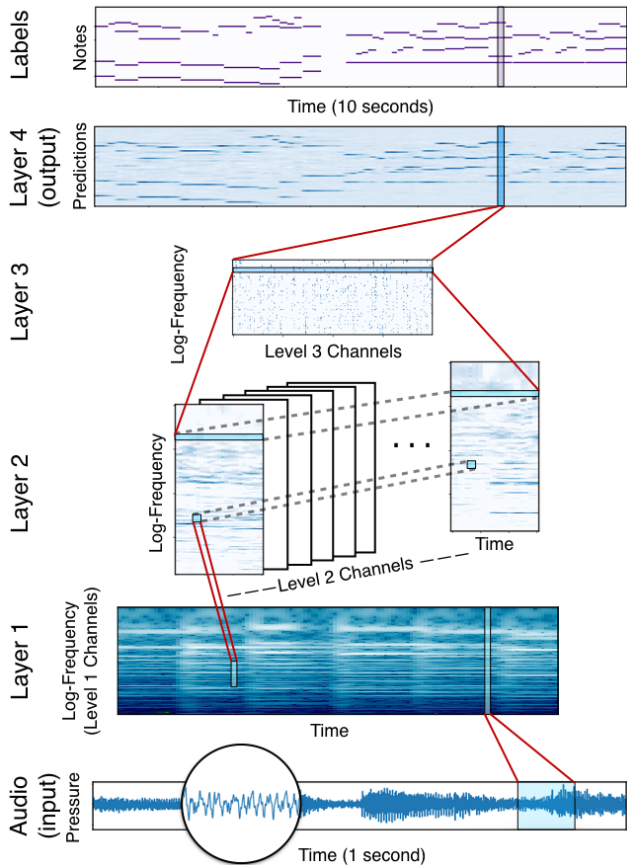 Labels
Notes
Time (10 seconds)
Layer 4
(output)
Predictions
Layer 3
Log-Frequency
Level 3 Channels
Layer 2
Log-Frequency
. . .
Time
Level 2 Channels
Layer 1
Log-Frequency
(Level 1 Channels)
Time
Audio
(input)
Pressure
Time (1 second)